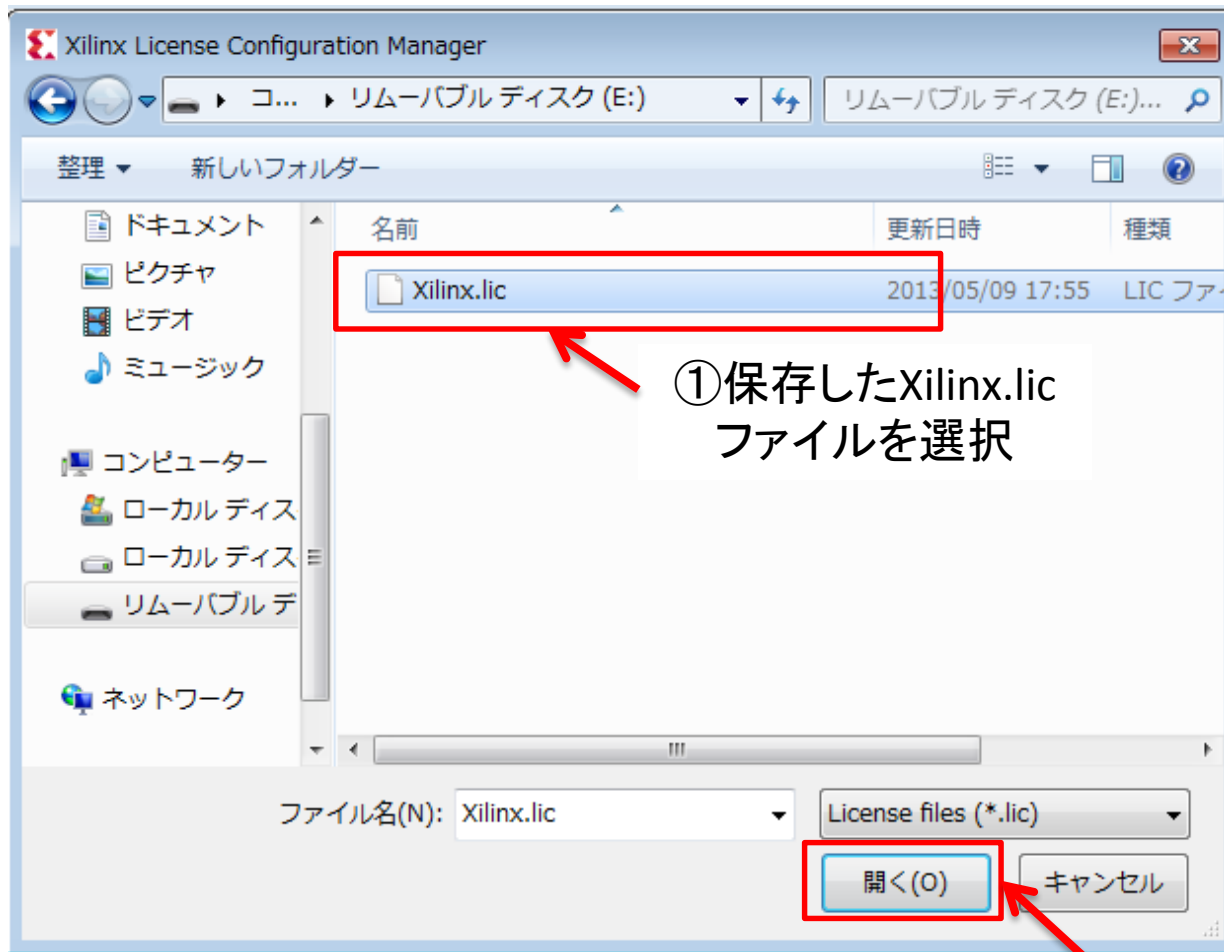 Xilinx License Configuration Manager
コ... リムーバブル ディスク (E:)
リムーバブル ディスク (E:)...
整理 新しいフォルダー
ドキュメント
ピクチャ
ビデオ
ミュージック
コンピューター
ローカル ディス
ローカル ディス
リムーバブル デ
ネットワーク
名前 更新日時 種類
Xilinx.lic 2013/05/09 17:55 LIC ファイ
①保存したXilinx.lic
ファイルを選択
ファイル名(N): Xilinx.lic License files (*.lic)
開く(O) キャンセル